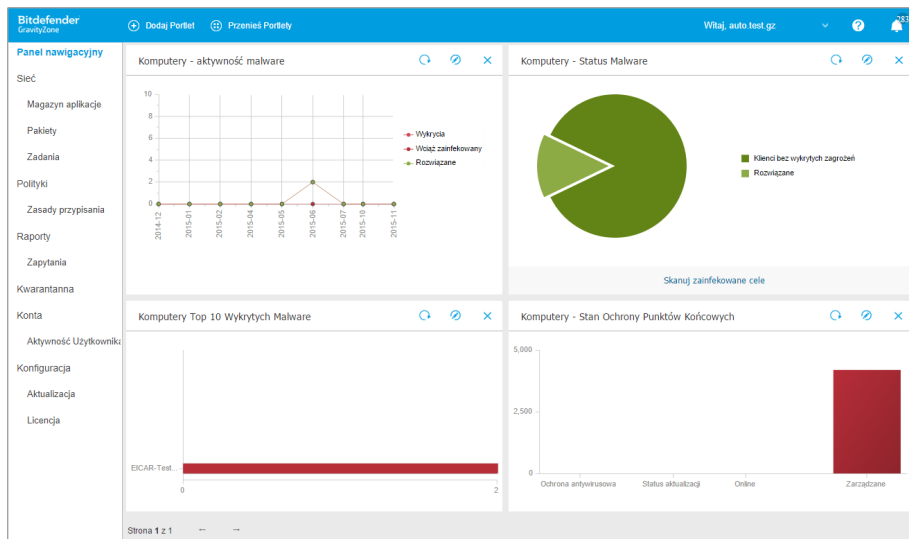 Bitdefender
GravityZone
Dodaj Portlet
Przenieś Portlety
Witaj, auto.test.gz
283
Panel nawigacyjny
Sieć
Magazyn aplikacje
Pakiety
Zadania
Polityki
Zasady przypisania
Raporty
Zapytania
Kwarantanna
Konta
Aktywność Użytkownika
Konfiguracja
Aktualizacja
Licencja
Komputery - aktywność malware
10
8
6
4
2
0
2014-12
2015-01
2015-02
2015-04
2015-05
2015-06
2015-07
2015-10
2015-11
Wykrycia
Wciąż zainfekowany
Rozwiązane
Komputery - Status Malware
Klienci bez wykrytych zagrożeń
Rozwiązane
Skanuj zainfekowane cele
Komputery Top 10 Wykrytych Malware
EICAR-Test...
0
2
Komputery - Stan Ochrony Punktów Końcowych
5,000
2,500
0
Ochrona antywirusowa
Status aktualizacji
Online
Zarządzane
Strona 1 z 1